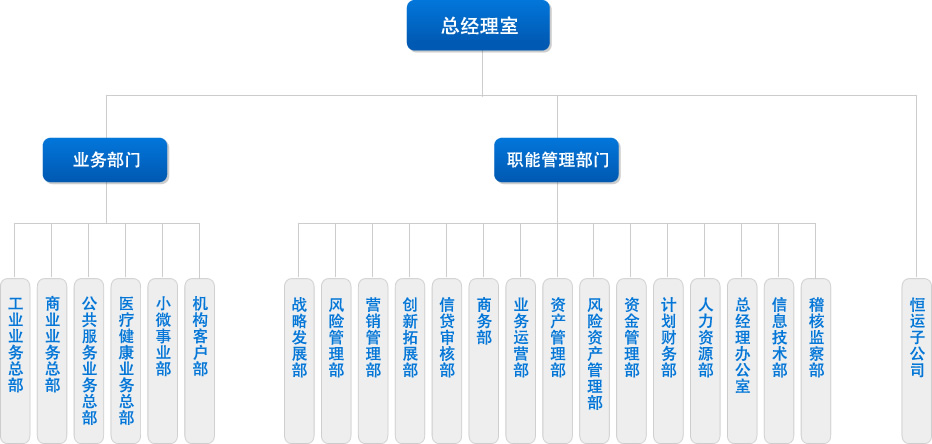 总经理室
业务部门
职能管理部门
工业业务总部
商业业务总部
公共服务业务总部
医疗健康业务总部
小微事业部
机构客户部
战略发展部
风险管理部
营销管理部
创新拓展部
信贷审核部
商务部
业务运营部
资产管理部
风险资产管理部
资金管理部
计划财务部
人力资源部
总经理办公室
信息技术部
稽核监察部
恒运子公司